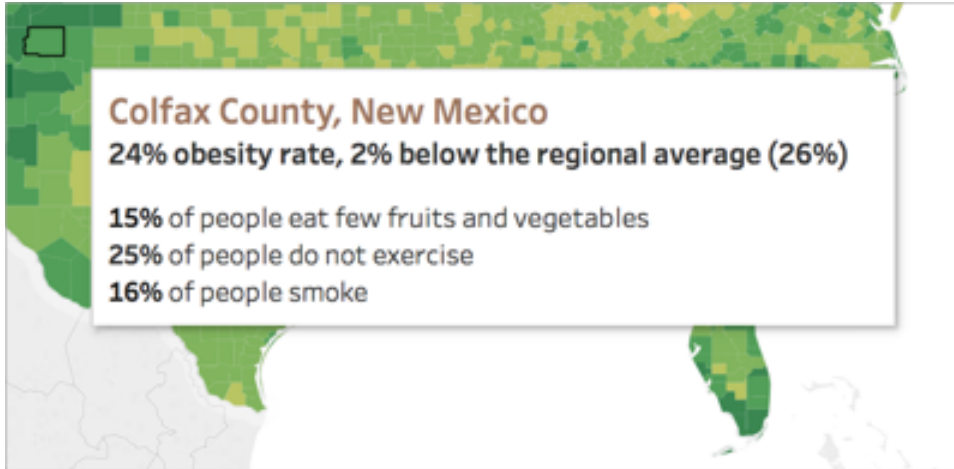 Colfax County, New Mexico
24% obesity rate, 2% below the regional average (26%)
15% of people eat few fruits and vegetables
25% of people do not exercise
16% of people smoke